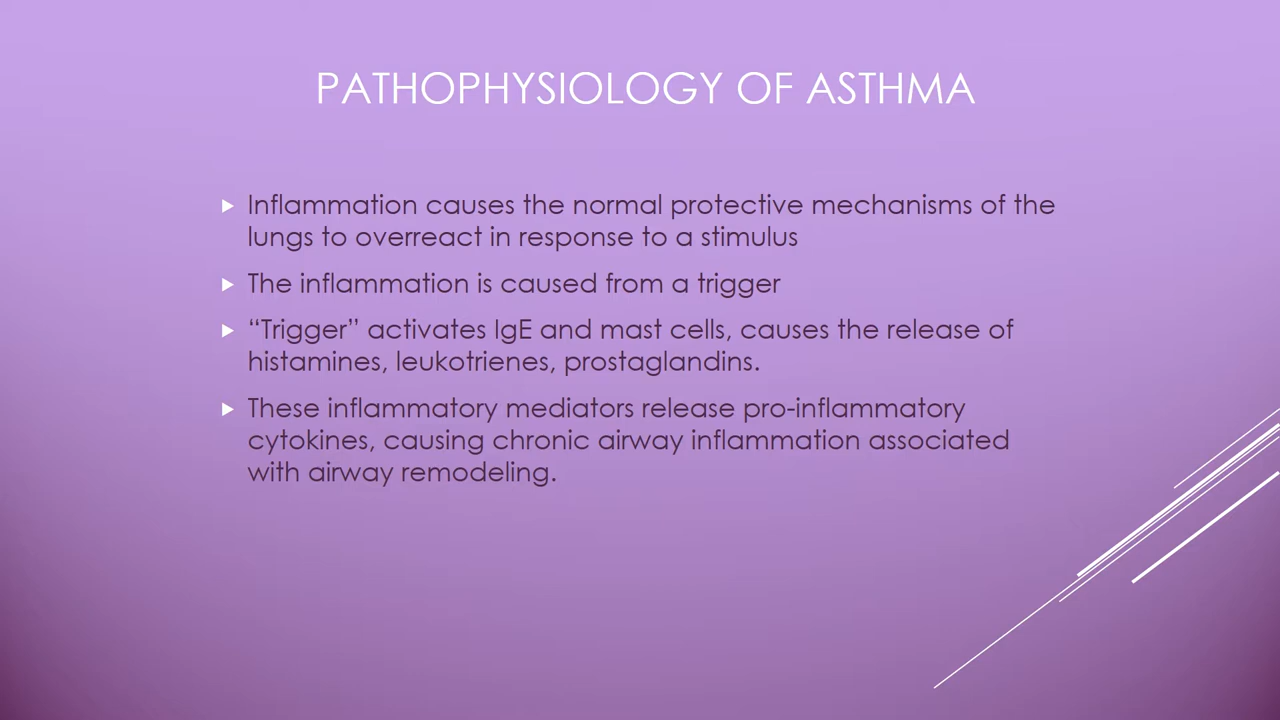 PATHOPHYSIOLOGY OF ASTHMA
Inflammation causes the normal protective mechanisms of the
lungs to overreact in response to a stimulus
The inflammation is caused from a trigger
“Trigger” activates IgE and mast cells, causes the release of
histamines, leukotrienes, prostaglandins.
These inflammatory mediators release pro-inflammatory
cytokines, causing chronic airway inflammation associated
with airway remodeling.